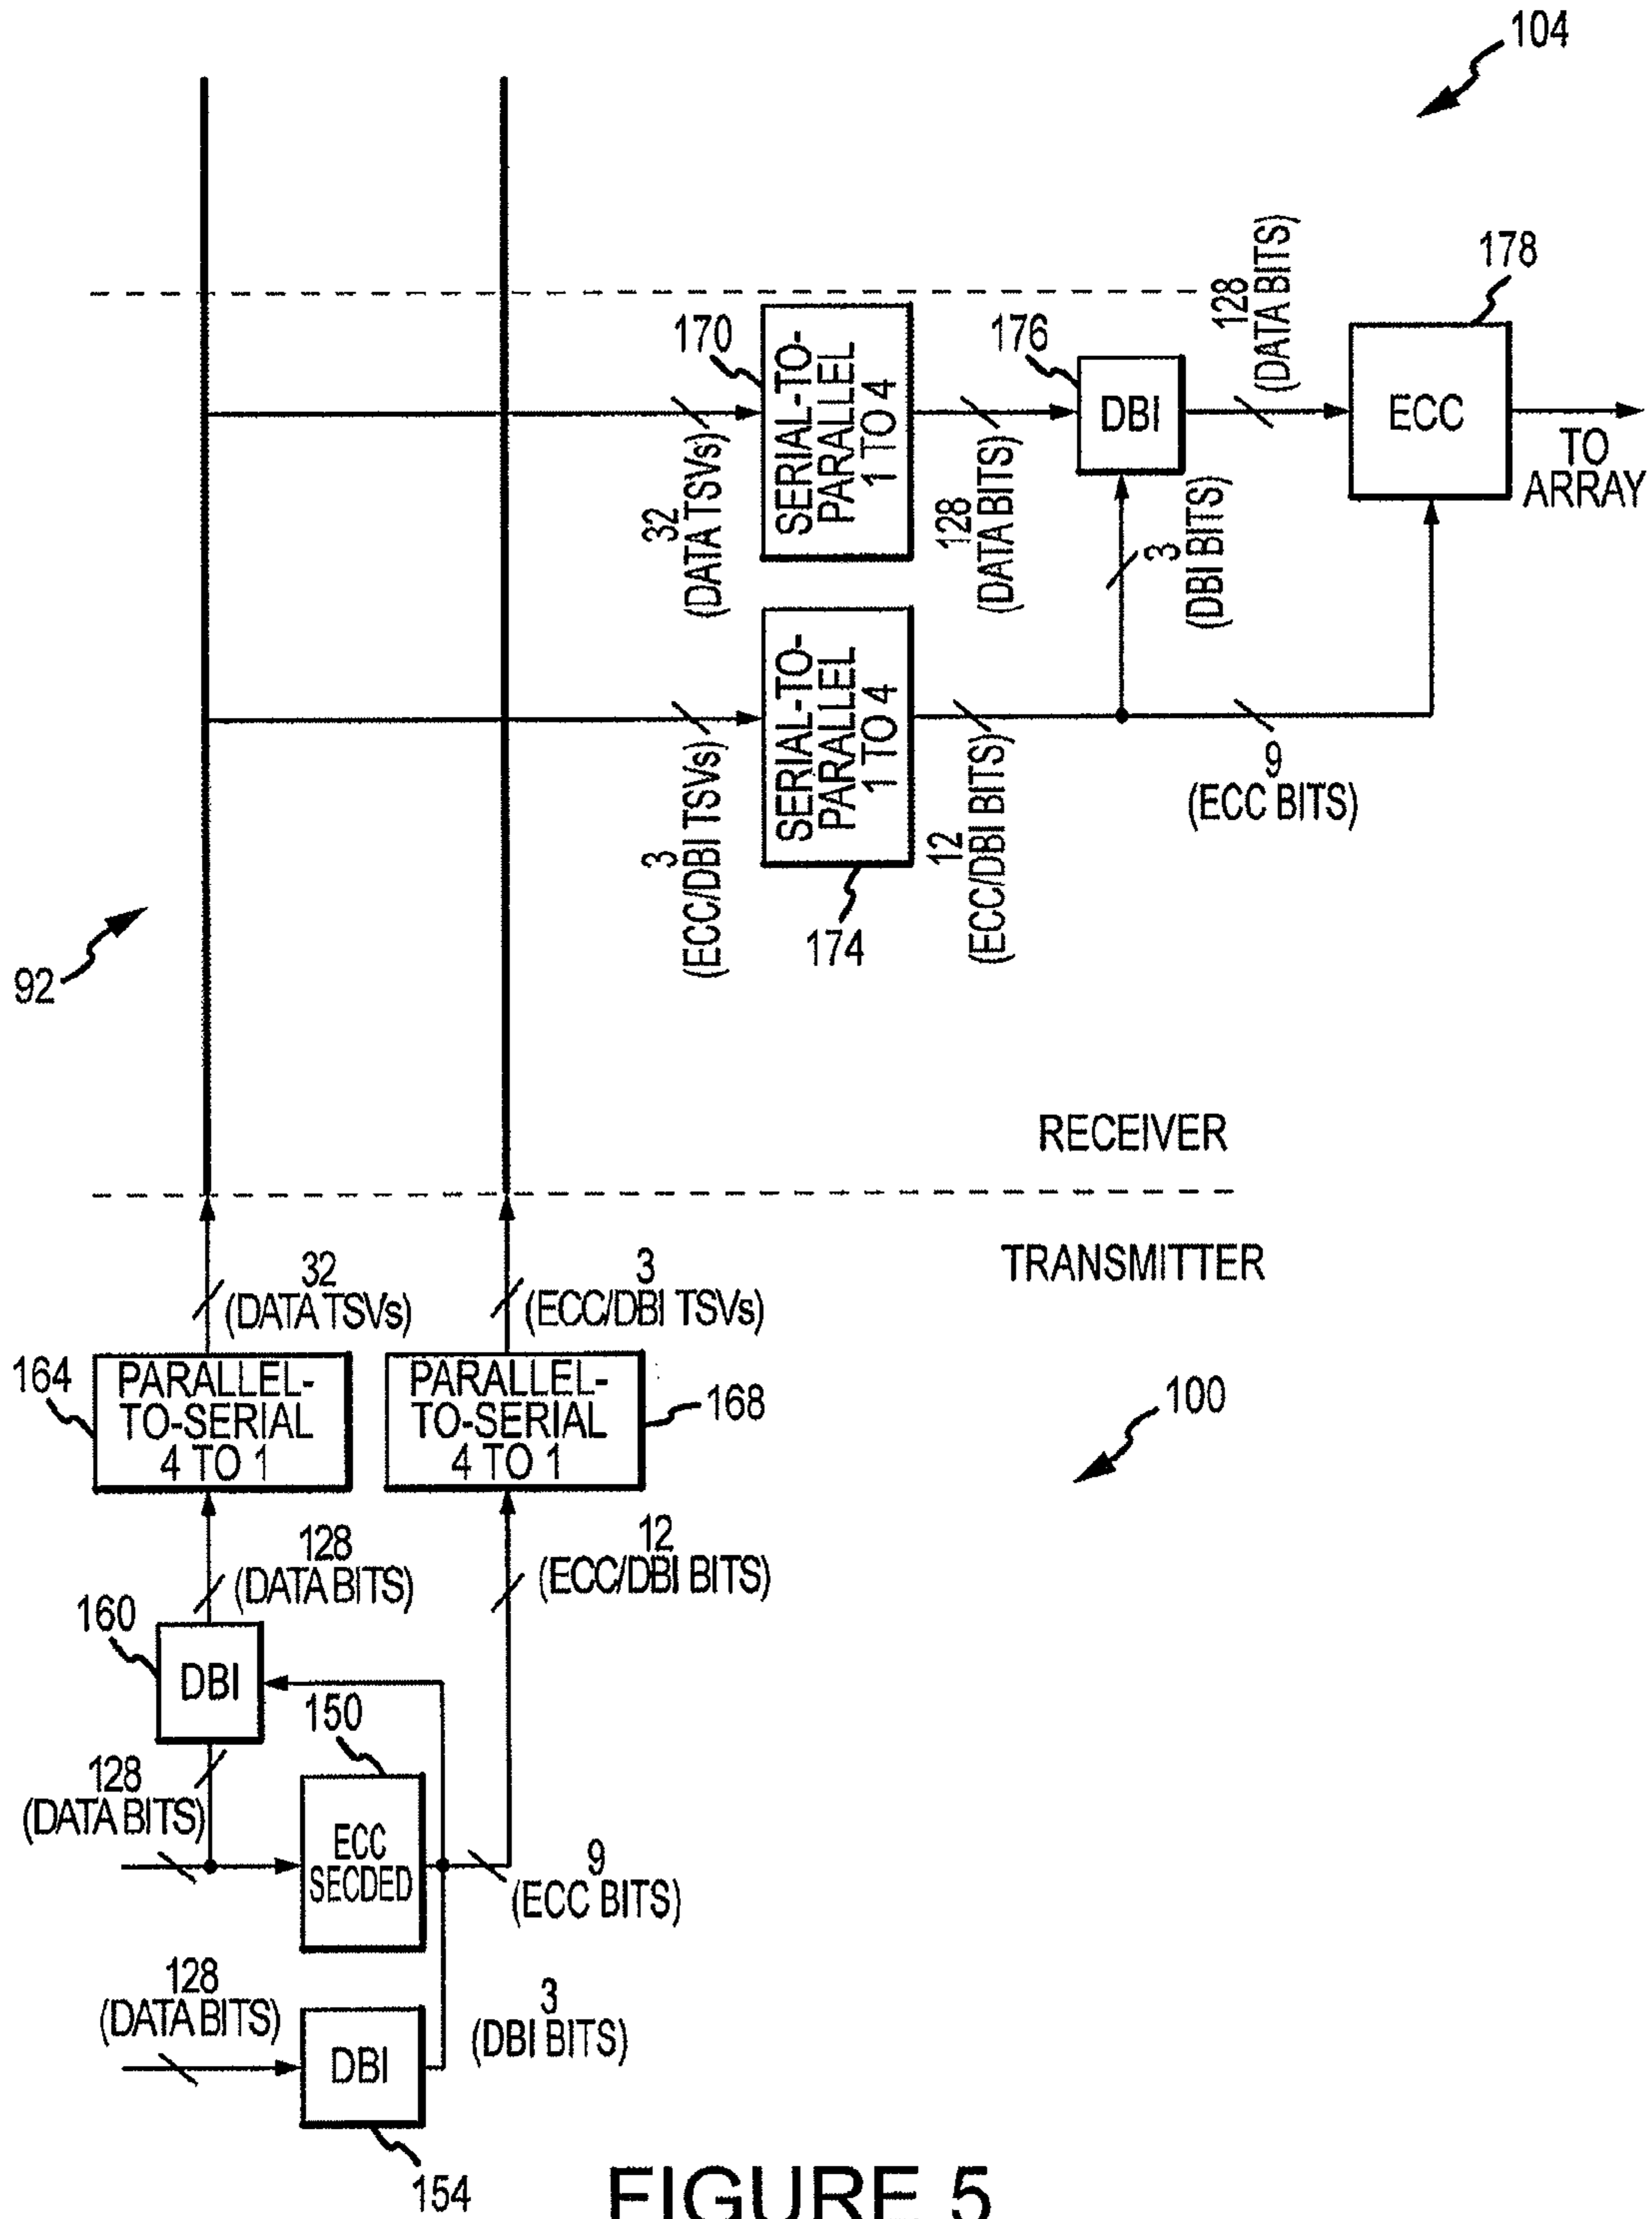 104
178
128
(DATA BITS)
170
SERIAL-TO-
PARALLEL
1 TO 4
176
DBI
ECC
TO
ARRAY
32
(DATA TSVs)
128
(DATA BITS)
3
(DBI BITS)
SERIAL-TO-
PARALLEL
1 TO 4
3
(ECC/DBI TSVs)
12
(ECC/DBI BITS)
9
(ECC BITS)
174
92
RECEIVER
TRANSMITTER
32
(DATA TSVs)
3
(ECC/DBI TSVs)
164
PARALLEL-
TO-SERIAL
4 TO 1
PARALLEL-
TO-SERIAL
4 TO 1
168
100
128
(DATA BITS)
12
(ECC/DBI BITS)
160
DBI
150
128
(DATA BITS)
ECC
SECDED
9
(ECC BITS)
128
(DATA BITS)
DBI
3
(DBI BITS)
154
FIGURE 5